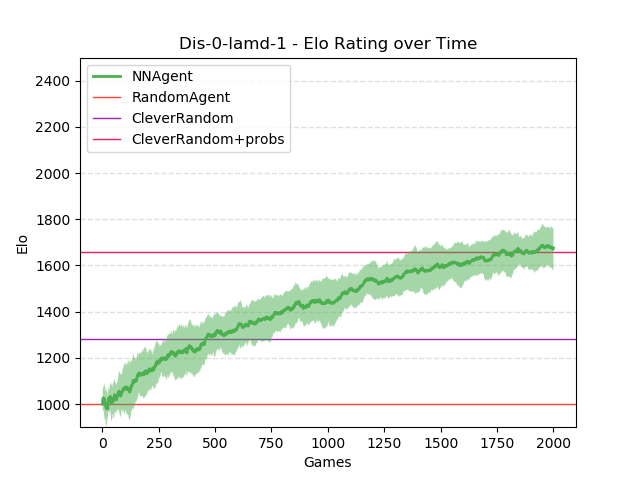 Dis-0-lamd-1 - Elo Rating over Time
NNAgent
RandomAgent
CleverRandom
CleverRandom+probs
Elo
2400
2200
2000
1800
1600
1400
1200
1000
0 250 500 750 1000 1250 1500 1750 2000
Games